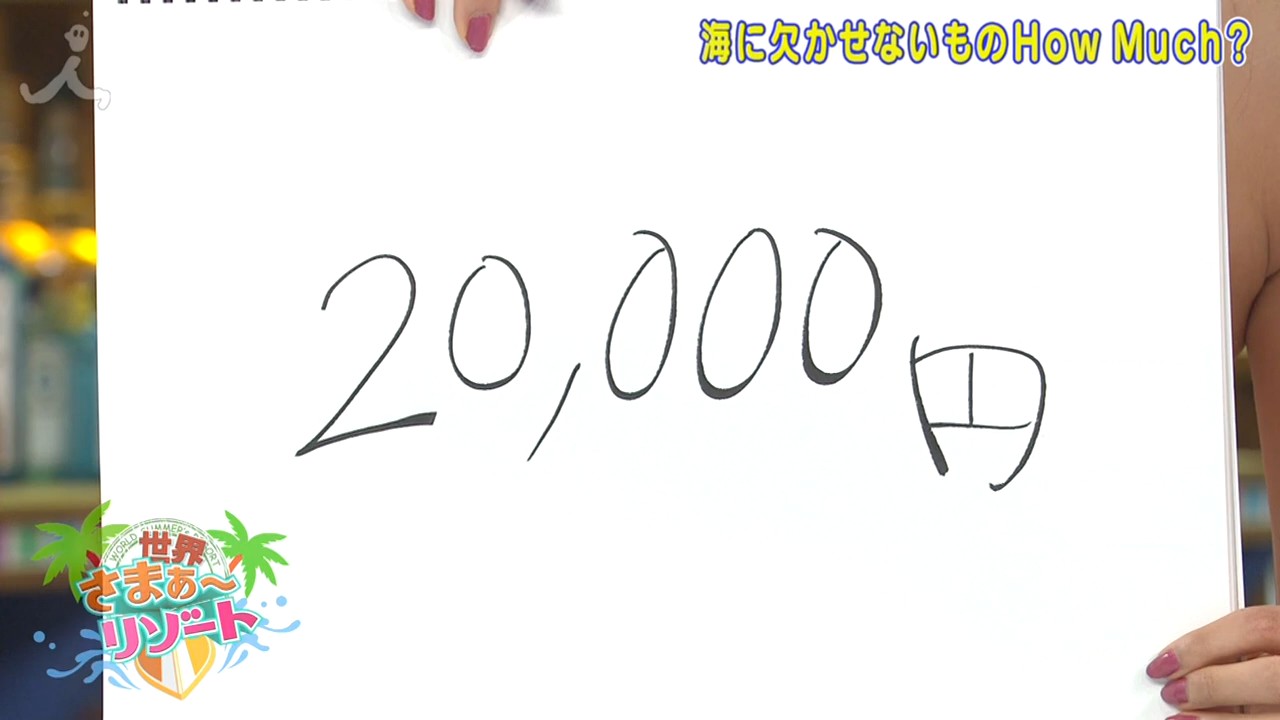 海に欠かせないものHow Much?
20,000円
WORLD SUMMER'S RESORT
世界
さまぁ～
リゾート